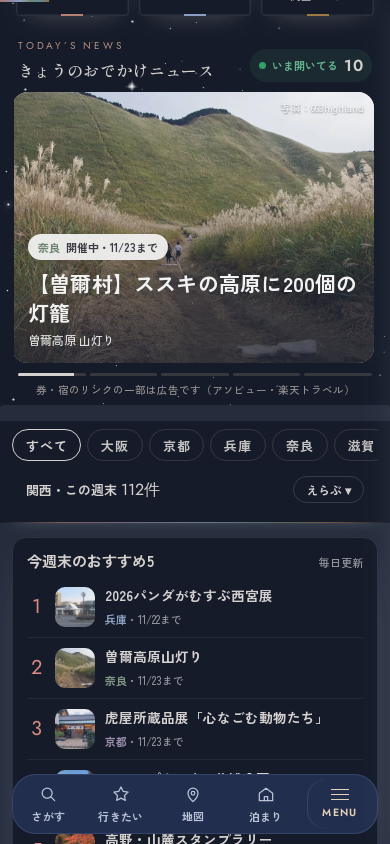 TODAY'S NEWS
きょうのおでかけニュース
いま開いてる 10
写真：663highland
奈良 開催中・11/23まで
【曽爾村】ススキの高原に200個の
灯籠
曽爾高原 山灯り
券・宿のリンクの一部は広告です（アソビュー・楽天トラベル）
すべて 大阪 京都 兵庫 奈良 滋賀
関西・この週末 112件
えらぶ ▾
今週末のおすすめ5
毎日更新
1
2026パンダがむすぶ西宮展
兵庫・11/22まで
2
曽爾高原山灯り
奈良・11/23まで
3
虎屋所蔵品展「心なごむ動物たち」
京都・11/23まで
さがす 行きたい 地図 泊まり MENU
高野・山麓スタンプラリー